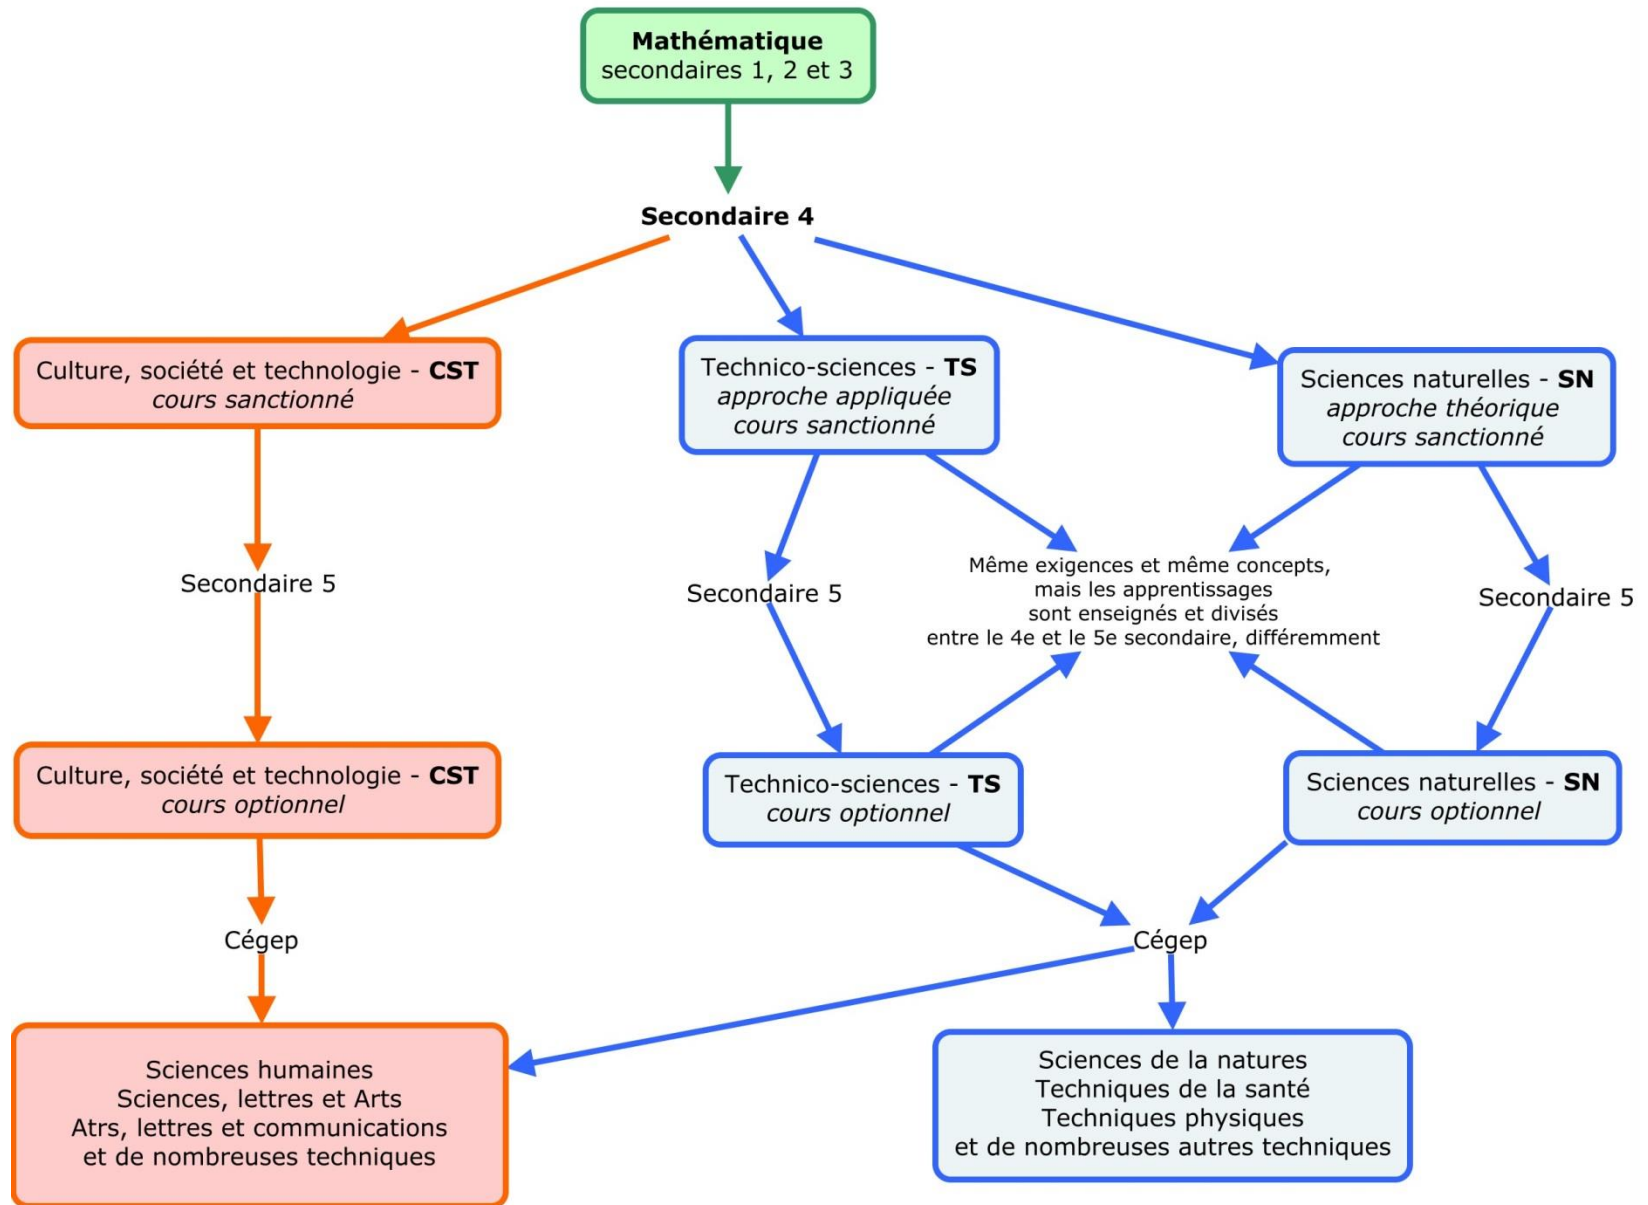 Mathématique
secondaires 1, 2 et 3
Secondaire 4
Culture, société et technologie - CST
cours sanctionné
Technico-sciences - TS
approche appliquée
cours sanctionné
Sciences naturelles - SN
approche théorique
cours sanctionné
Secondaire 5
Secondaire 5
Même exigences et même concepts,
mais les apprentissages
sont enseignés et divisés
entre le 4e et le 5e secondaire, différemment
Secondaire 5
Culture, société et technologie - CST
cours optionnel
Technico-sciences - TS
cours optionnel
Sciences naturelles - SN
cours optionnel
Cégep
Cégep
Sciences humaines
Sciences, lettres et Arts
Atrs, lettres et communications
et de nombreuses techniques
Sciences de la natures
Techniques de la santé
Techniques physiques
et de nombreuses autres techniques